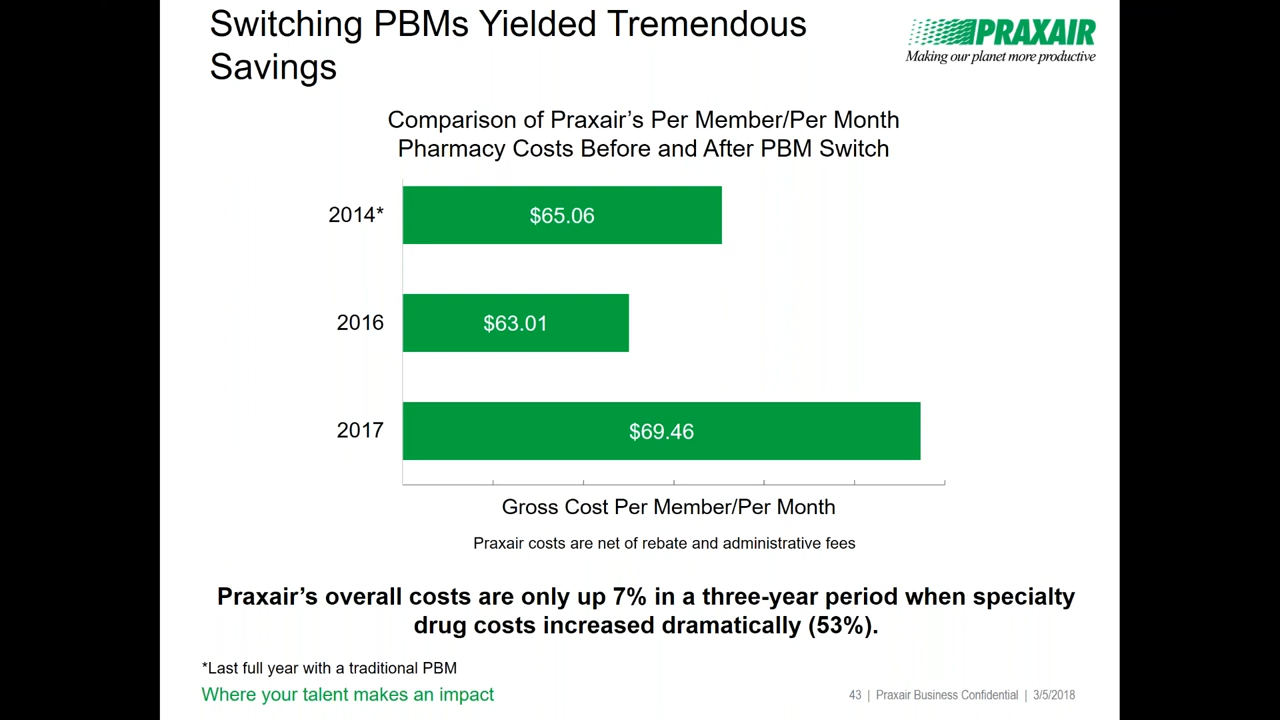 Switching PBMs Yielded Tremendous
Savings
PRAXAIR
Making our planet more productive
Comparison of Praxair's Per Member/Per Month
Pharmacy Costs Before and After PBM Switch
2014*
$65.06
2016
$63.01
2017
$69.46
Gross Cost Per Member/Per Month
Praxair costs are net of rebate and administrative fees
Praxair's overall costs are only up 7% in a three-year period when specialty
drug costs increased dramatically (53%).
*Last full year with a traditional PBM
Where your talent makes an impact
43 | Praxair Business Confidential | 3/5/2018